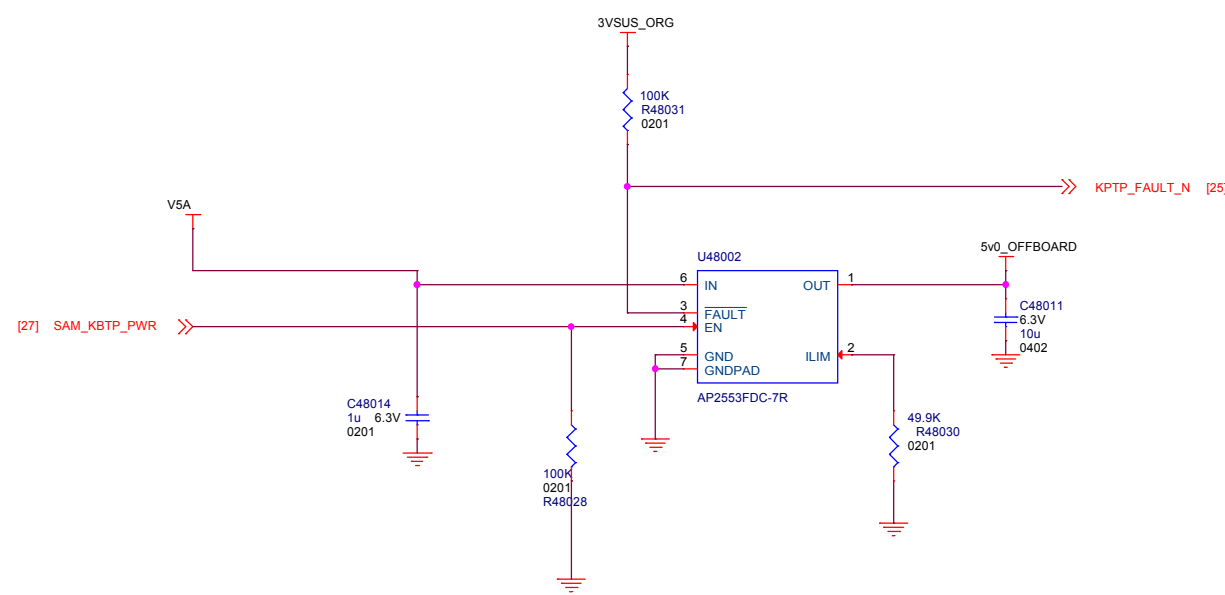 3VSUS_ORG
100K
R48031
0201
KPTP_FAULT_N [25]
V5A
5v0_OFFBOARD
U48002
6 IN OUT 1
3 FAULT
[27] SAM_KBTP_PWR
4 EN
5 GND ILIM 2
7 GNDPAD
AP2553FDC-7R
C48011
6.3V
10u
0402
C48014
1u 6.3V
0201
49.9K
R48030
0201
100K
0201
R48028